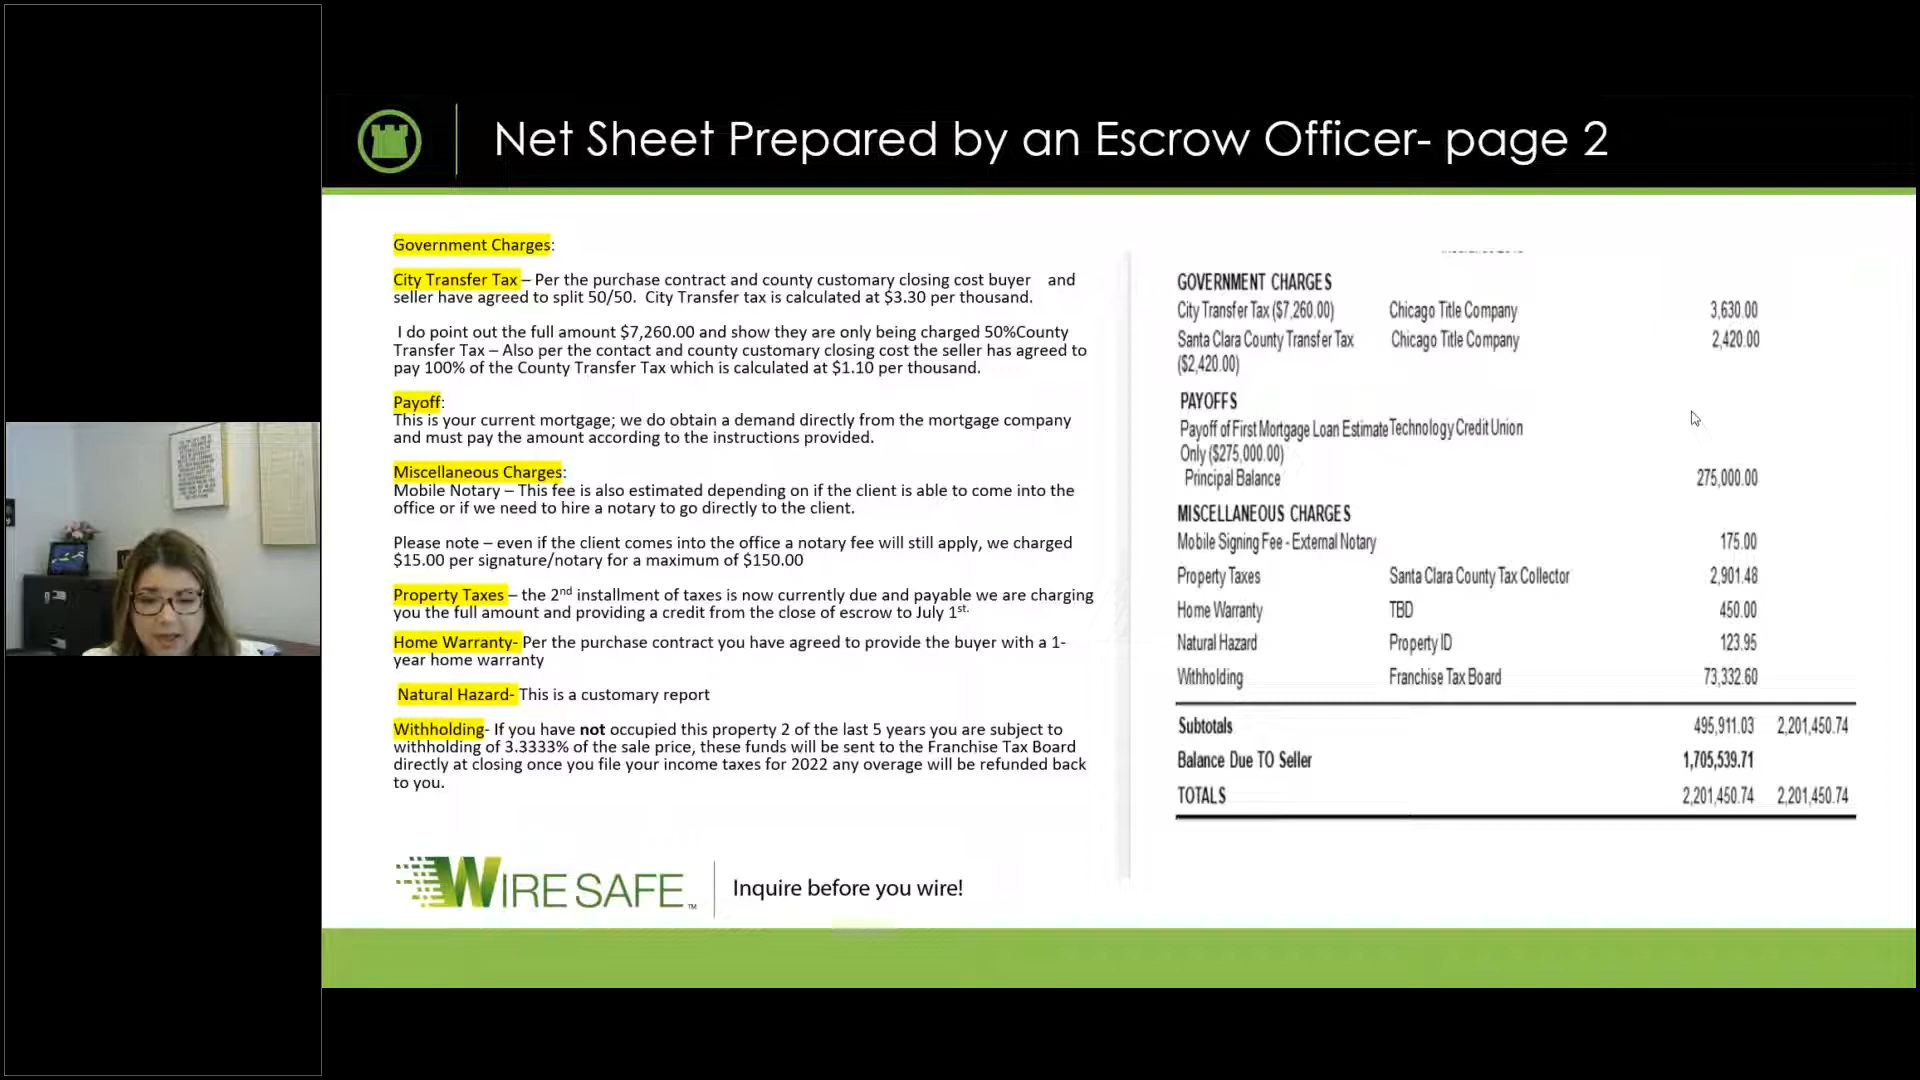 Net Sheet Prepared by an Escrow Officer- page 2
Government Charges:
City Transfer Tax – Per the purchase contract and county customary closing cost buyer and
seller have agreed to split 50/50. City Transfer tax is calculated at $3.30 per thousand.
I do point out the full amount $7,260.00 and show they are only being charged 50%County
Transfer Tax – Also per the contact and county customary closing cost the seller has agreed to
pay 100% of the County Transfer Tax which is calculated at $1.10 per thousand.
Payoff:
This is your current mortgage; we do obtain a demand directly from the mortgage company
and must pay the amount according to the instructions provided.
Miscellaneous Charges:
Mobile Notary – This fee is also estimated depending on if the client is able to come into the
office or if we need to hire a notary to go directly to the client.
Please note – even if the client comes into the office a notary fee will still apply, we charged
$15.00 per signature/notary for a maximum of $150.00
Property Taxes – the 2nd installment of taxes is now currently due and payable we are charging
you the full amount and providing a credit from the close of escrow to July 1st.
Home Warranty- Per the purchase contract you have agreed to provide the buyer with a 1-
year home warranty
Natural Hazard- This is a customary report
Withholding- If you have not occupied this property 2 of the last 5 years you are subject to
withholding of 3.3333% of the sale price, these funds will be sent to the Franchise Tax Board
directly at closing once you file your income taxes for 2022 any overage will be refunded back
to you.
GOVERNMENT CHARGES
City Transfer Tax ($7,260.00) Chicago Title Company 3,630.00
Santa Clara County Transfer Tax Chicago Title Company 2,420.00
($2,420.00)
PAYOFFS
Payoff of First Mortgage Loan Estimate Technology Credit Union
Only ($275,000.00)
Principal Balance 275,000.00
MISCELLANEOUS CHARGES
Mobile Signing Fee - External Notary 175.00
Property Taxes Santa Clara County Tax Collector 2,901.48
Home Warranty TBD 450.00
Natural Hazard Property ID 123.95
Withholding Franchise Tax Board 73,332.60
Subtotals 495,911.03 2,201,450.74
Balance Due TO Seller 1,705,539.71
TOTALS 2,201,450.74 2,201,450.74
WIRE SAFE™
Inquire before you wire!